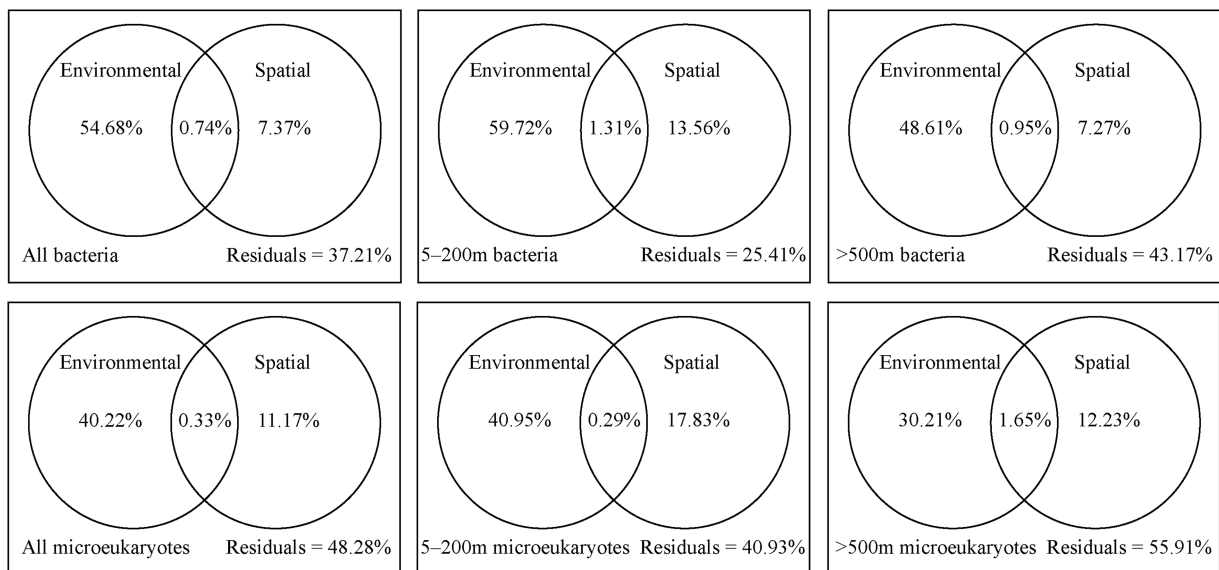 Environmental Spatial
54.68% 0.74% 7.37%
All bacteria Residuals = 37.21%
Environmental Spatial
59.72% 1.31% 13.56%
5–200m bacteria Residuals = 25.41%
Environmental Spatial
48.61% 0.95% 7.27%
>500m bacteria Residuals = 43.17%
Environmental Spatial
40.22% 0.33% 11.17%
All microeukaryotes Residuals = 48.28%
Environmental Spatial
40.95% 0.29% 17.83%
5–200m microeukaryotes Residuals = 40.93%
Environmental Spatial
30.21% 1.65% 12.23%
>500m microeukaryotes Residuals = 55.91%